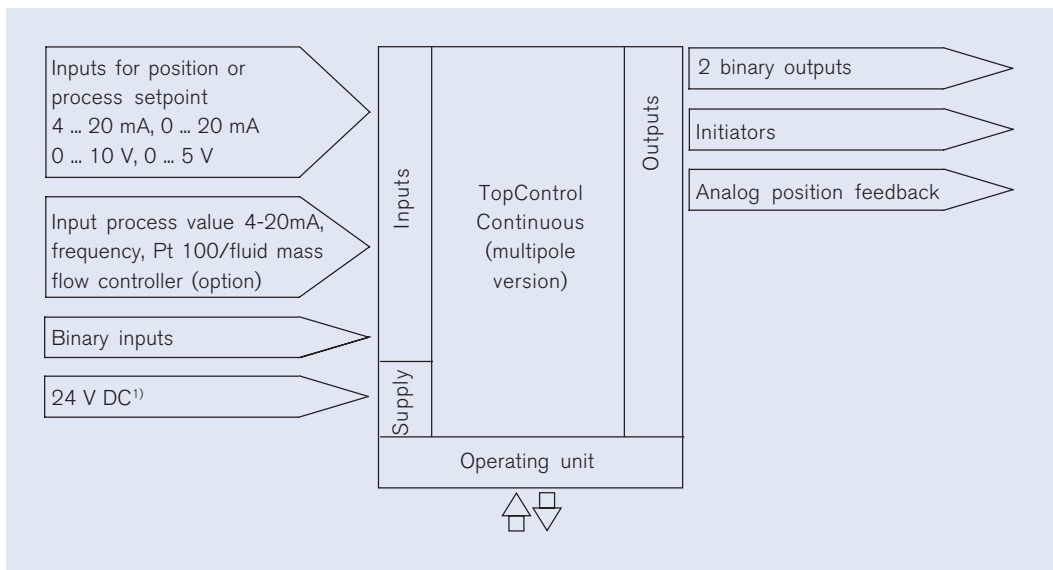 Inputs for position or
process setpoint
4 ... 20 mA, 0 ... 20 mA
0 ... 10 V, 0 ... 5 V
Input process value 4-20mA,
frequency, Pt 100/fluid mass
flow controller (option)
Binary inputs
24 V DC¹⁾
Inputs
Supply
TopControl
Continuous
(multipole
version)
Operating unit
Outputs
2 binary outputs
Initiators
Analog position feedback